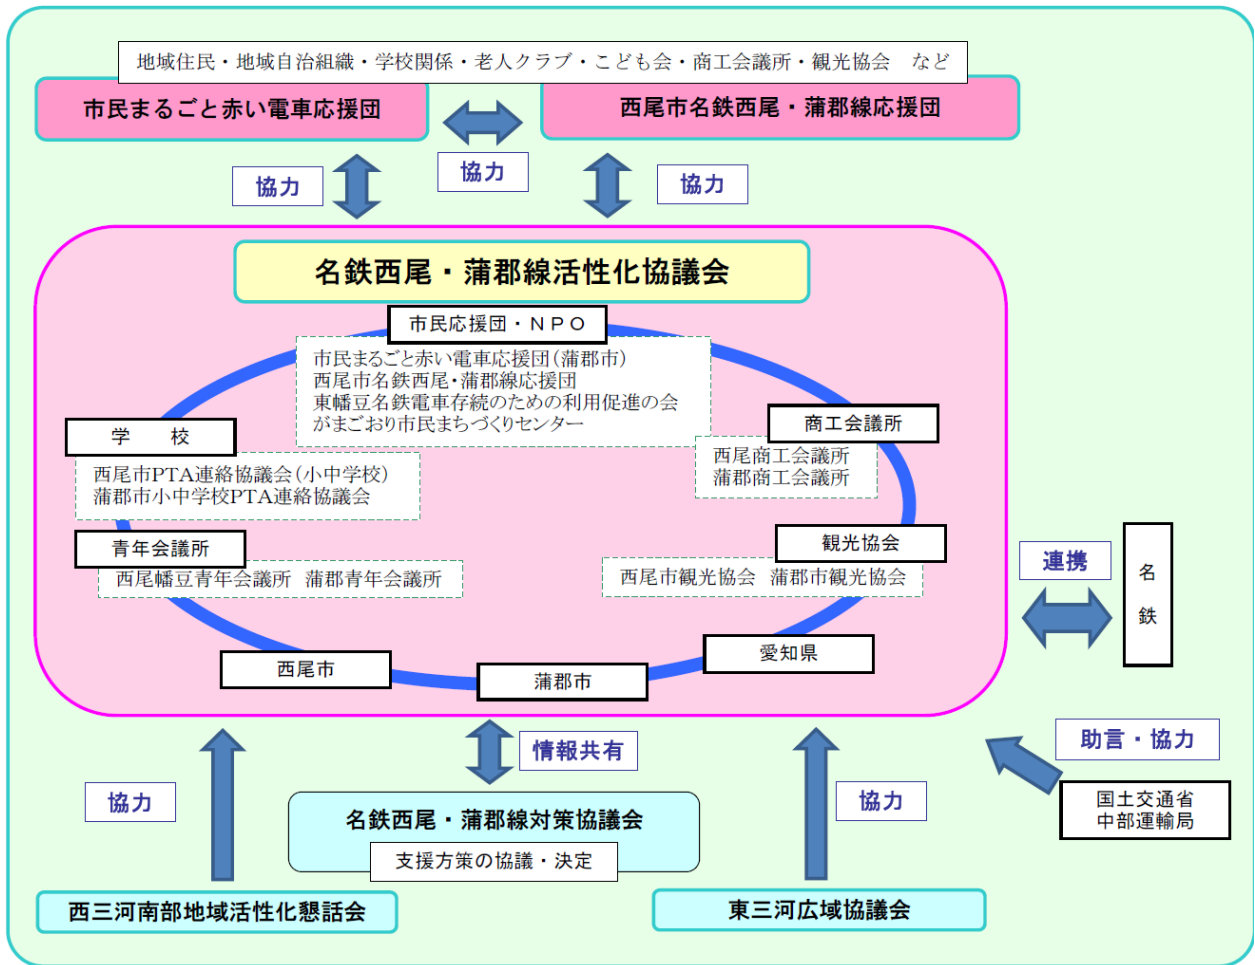 地域住民・地域自治組織・学校関係・老人クラブ・こども会・商工会議所・観光協会　など
市民まるごと赤い電車応援団
西尾市名鉄西尾・蒲郡線応援団
協力
協力
協力
名鉄西尾・蒲郡線活性化協議会
市民応援団・ＮＰＯ
市民まるごと赤い電車応援団（蒲郡市）
西尾市名鉄西尾・蒲郡線応援団
東幡豆名鉄電車存続のための利用促進の会
がまごおり市民まちづくりセンター
学　校
西尾市PTA連絡協議会（小中学校）
蒲郡市小中学校PTA連絡協議会
商工会議所
西尾商工会議所
蒲郡商工会議所
青年会議所
西尾幡豆青年会議所　蒲郡青年会議所
観光協会
西尾市観光協会　蒲郡市観光協会
西尾市
蒲郡市
愛知県
連携
名
鉄
協力
情報共有
協力
助言・協力
国土交通省
中部運輸局
名鉄西尾・蒲郡線対策協議会
支援方策の協議・決定
西三河南部地域活性化懇話会
東三河広域協議会